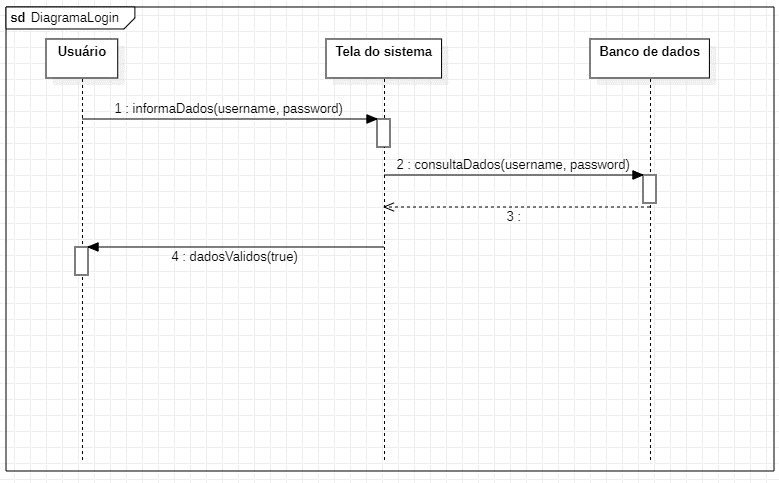 sd DiagramaLogin
Usuário
Tela do sistema
Banco de dados
1 : informaDados(username, password)
2 : consultaDados(username, password)
3 :
4 : dadosValidos(true)